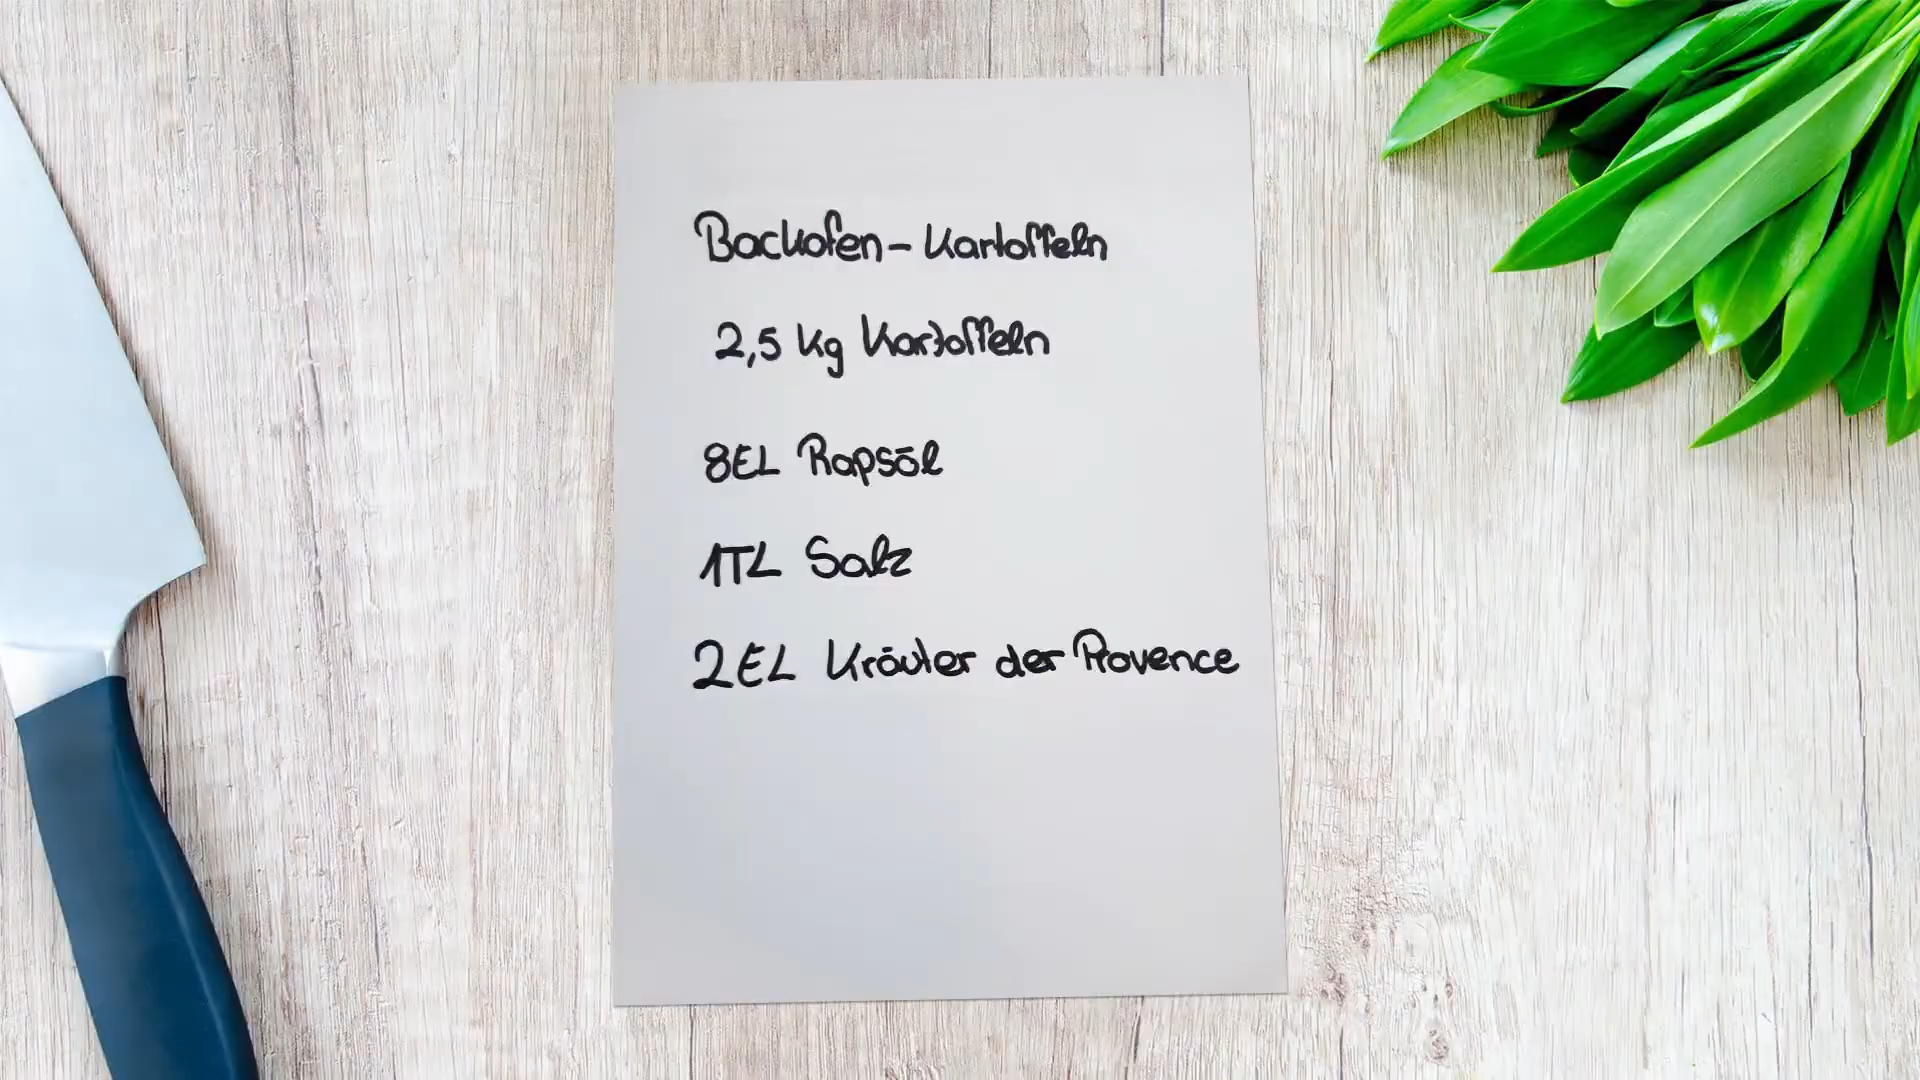 Backofen-Kartoffeln
2,5 kg Kartoffeln
8EL Rapsöl
1TL Salz
2EL Kräuter der Provence